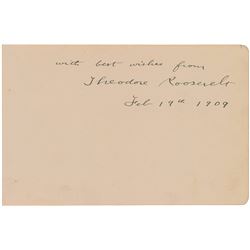 with best wishes from
Theodore Roosevelt
Feb 19th 1909